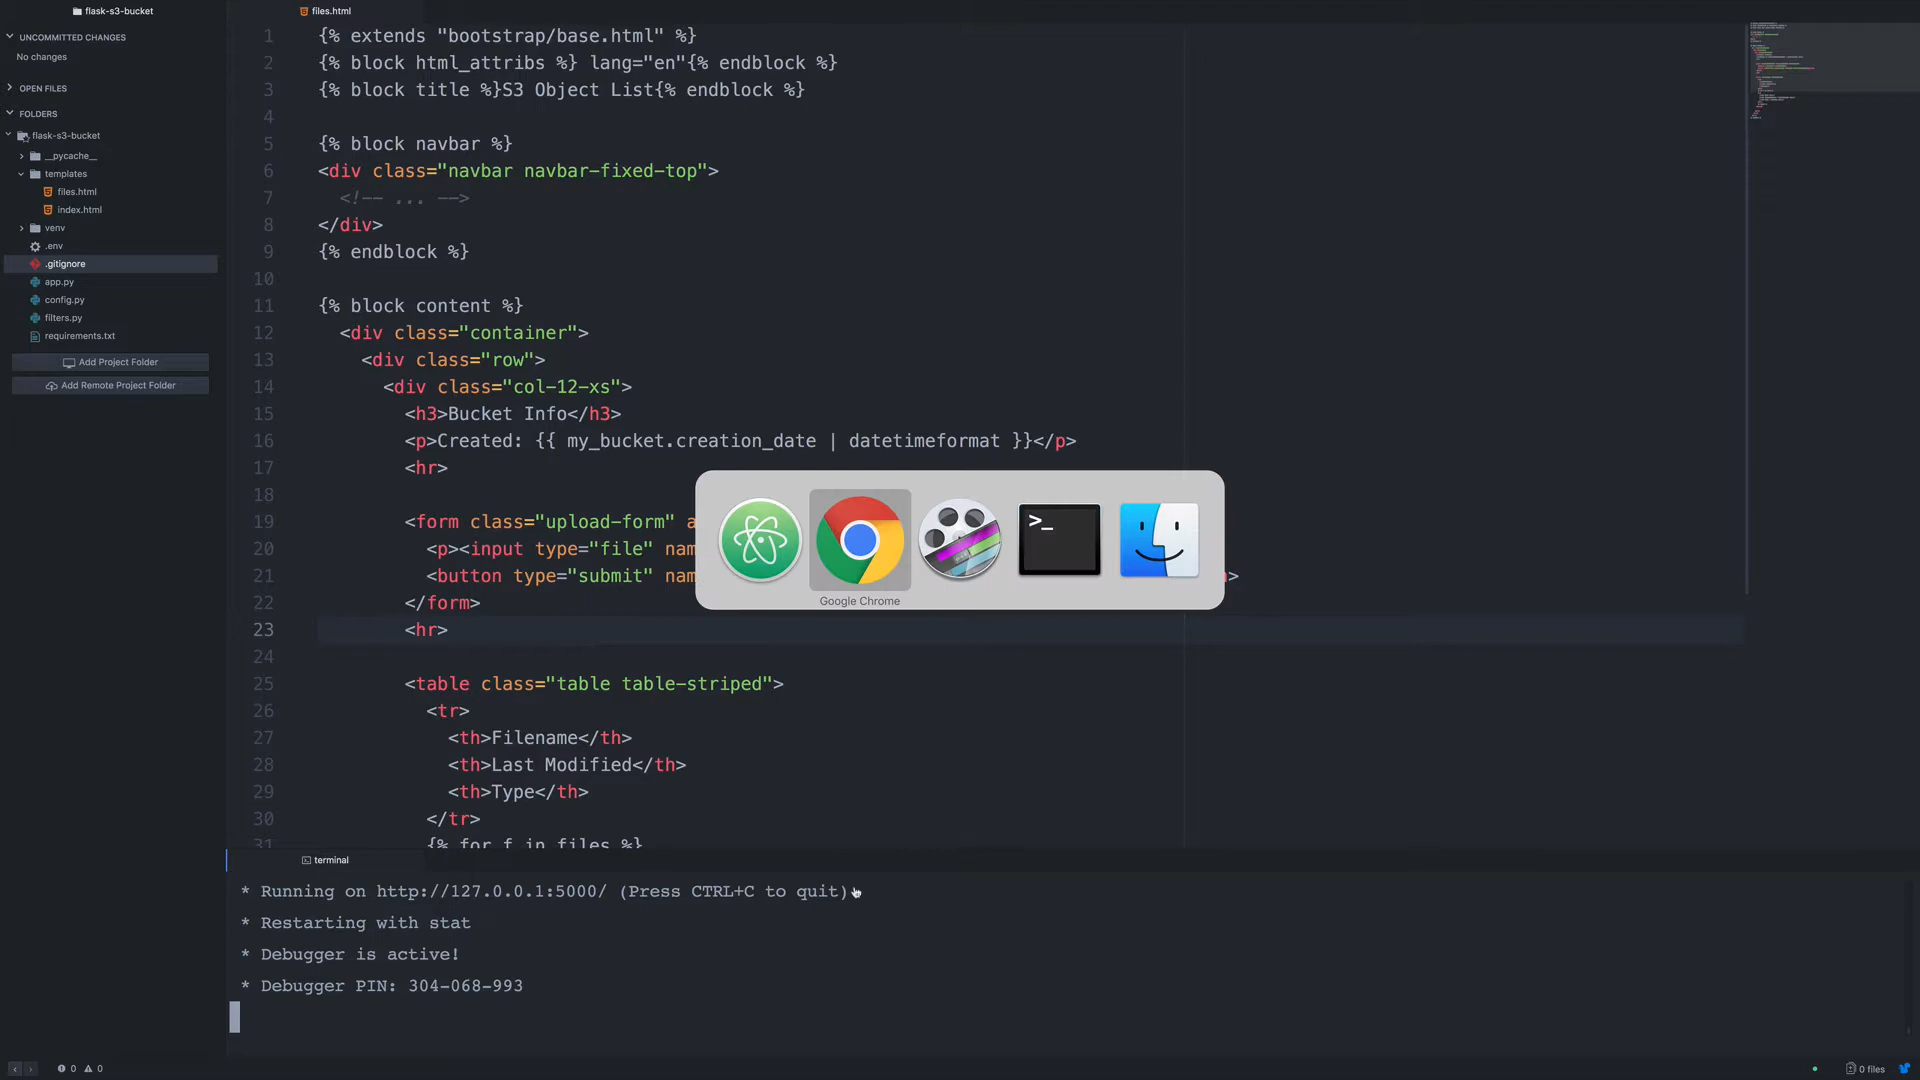 flask-s3-bucket
files.html
UNCOMMITTED CHANGES
No changes
OPEN FILES
FOLDERS
flask-s3-bucket
__pycache__
templates
files.html
index.html
venv
.env
.gitignore
app.py
config.py
filters.py
requirements.txt
Add Project Folder
Add Remote Project Folder
1 {% extends "bootstrap/base.html" %}
2 {% block html_attribs %} lang="en"{% endblock %}
3 {% block title %}S3 Object List{% endblock %}
4
5 {% block navbar %}
6 <div class="navbar navbar-fixed-top">
7 <!-- ... -->
8 </div>
9 {% endblock %}
10
11 {% block content %}
12 <div class="container">
13 <div class="row">
14 <div class="col-12-xs">
15 <h3>Bucket Info</h3>
16 <p>Created: {{ my_bucket.creation_date | datetimeformat }}</p>
17 <hr>
18
19 <form class="upload-form" a
20 <p><input type="file" nam
21 <button type="submit" nam >
22 </form>
23 <hr>
24
25 <table class="table table-striped">
26 <tr>
27 <th>Filename</th>
28 <th>Last Modified</th>
29 <th>Type</th>
30 </tr>
31 {% for f in files %}
>_
Google Chrome
terminal
* Running on http://127.0.0.1:5000/ (Press CTRL+C to quit)
* Restarting with stat
* Debugger is active!
* Debugger PIN: 304-068-993
0 0
0 files